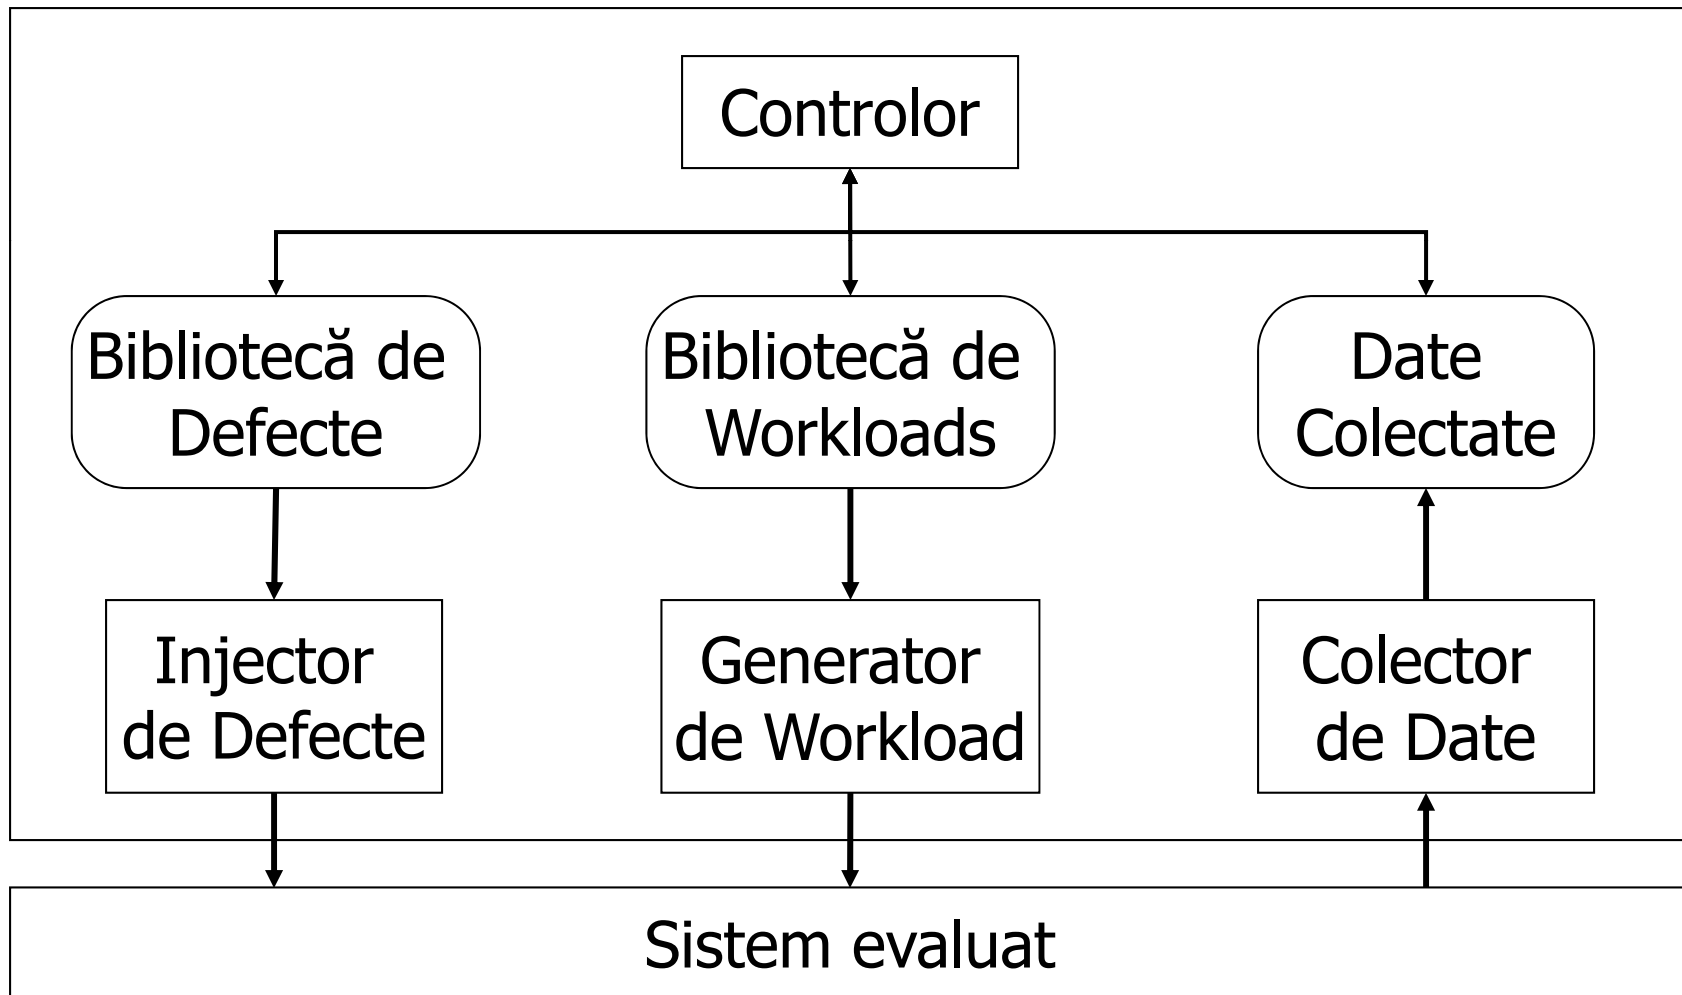 Controlor
Bibliotecă de
Defecte
Bibliotecă de
Workloads
Date
Colectate
Injector
de Defecte
Generator
de Workload
Colector
de Date
Sistem evaluat